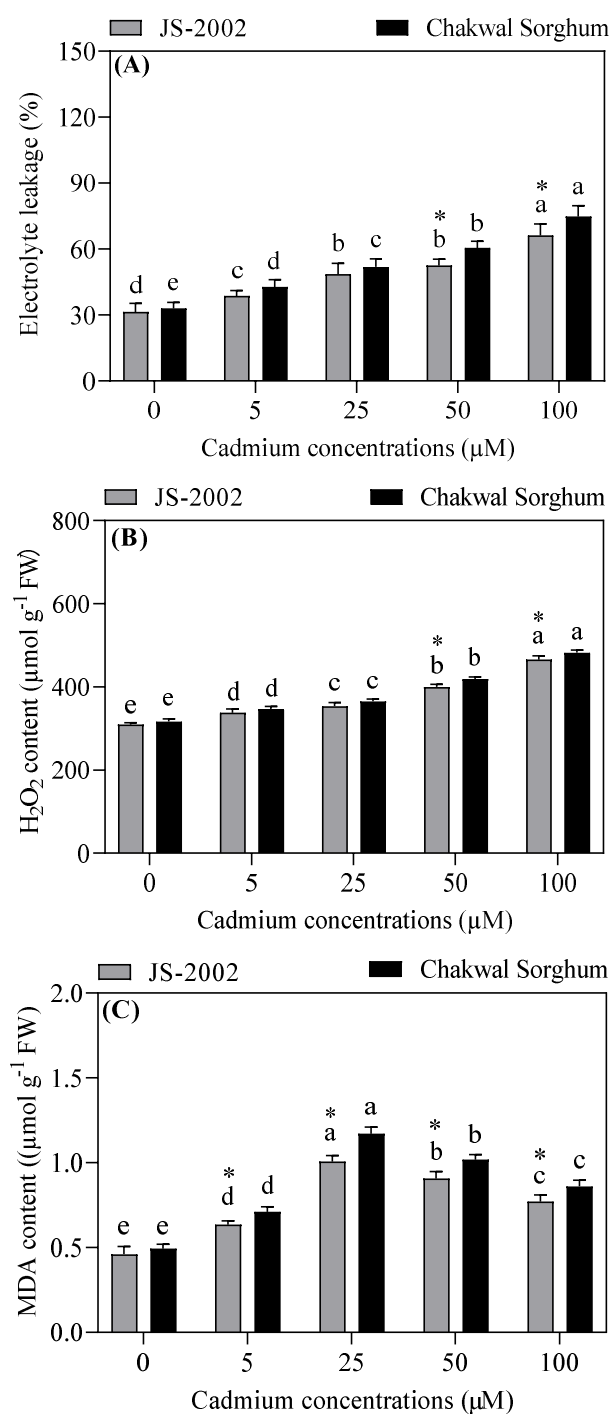 JS-2002 Chakwal Sorghum
(A)
Electrolyte leakage (%)
150
120
90
60
30
0
* a
* b b a
b c
c d
d e
0 5 25 50 100
Cadmium concentrations (µM)
JS-2002 Chakwal Sorghum
(B)
H₂O₂ content (µmol g⁻¹ FW)
800
600
400
200
0
* *
e e d d c c b b a a
0 5 25 50 100
Cadmium concentrations (µM)
JS-2002 Chakwal Sorghum
(C)
MDA content ((µmol g⁻¹ FW)
2.0
1.5
1.0
0.5
0.0
* * * *
e e d d a a b b c c
0 5 25 50 100
Cadmium concentrations (µM)